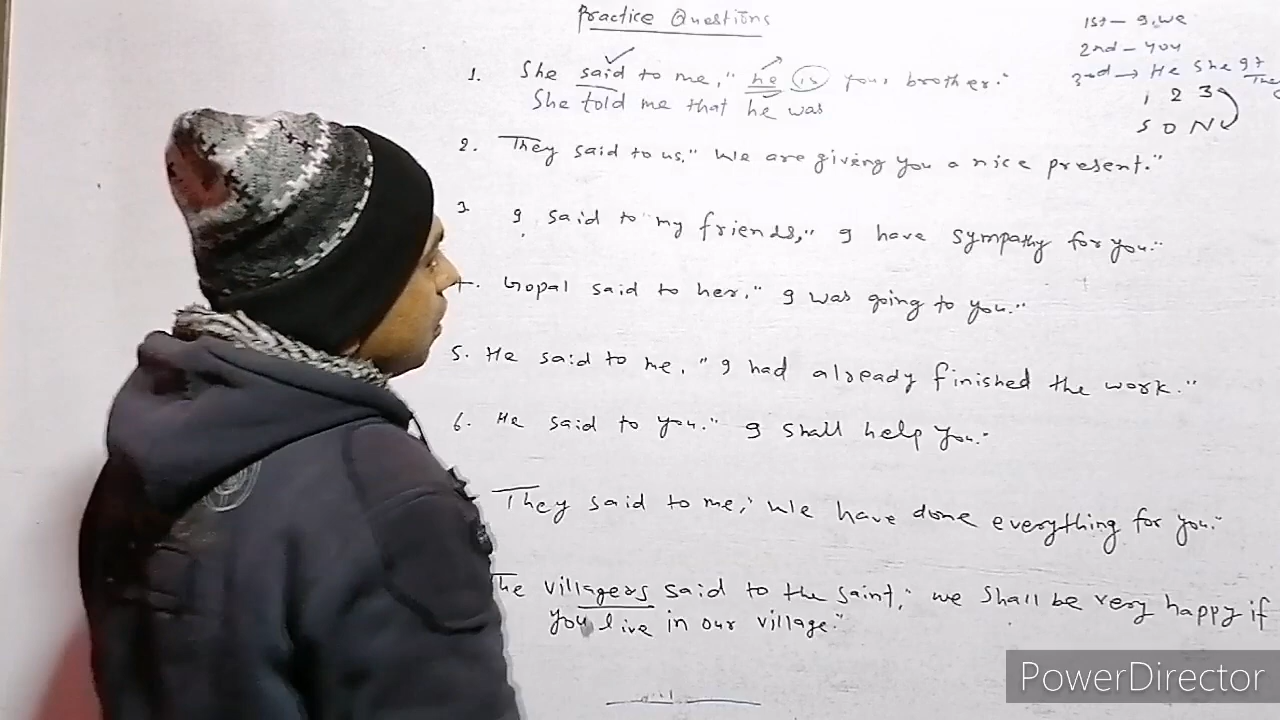 Practice Questions
1st - I, we
2nd - you
3rd → He She It
The
1 2 3
S O N
1. She said to me, " he is your brother."
She told me that he was
2. They said to us, " We are giving you a nice present."
3. I said to my friends, " I have sympathy for you."
Gopal said to her, " I was going to you."
5. He said to me, " I had already finished the work."
6. He said to you." I shall help you."
They said to me, " We have done everything for you."
The villagers said to the saint, " we shall be very happy if
you live in our village."
PowerDirector